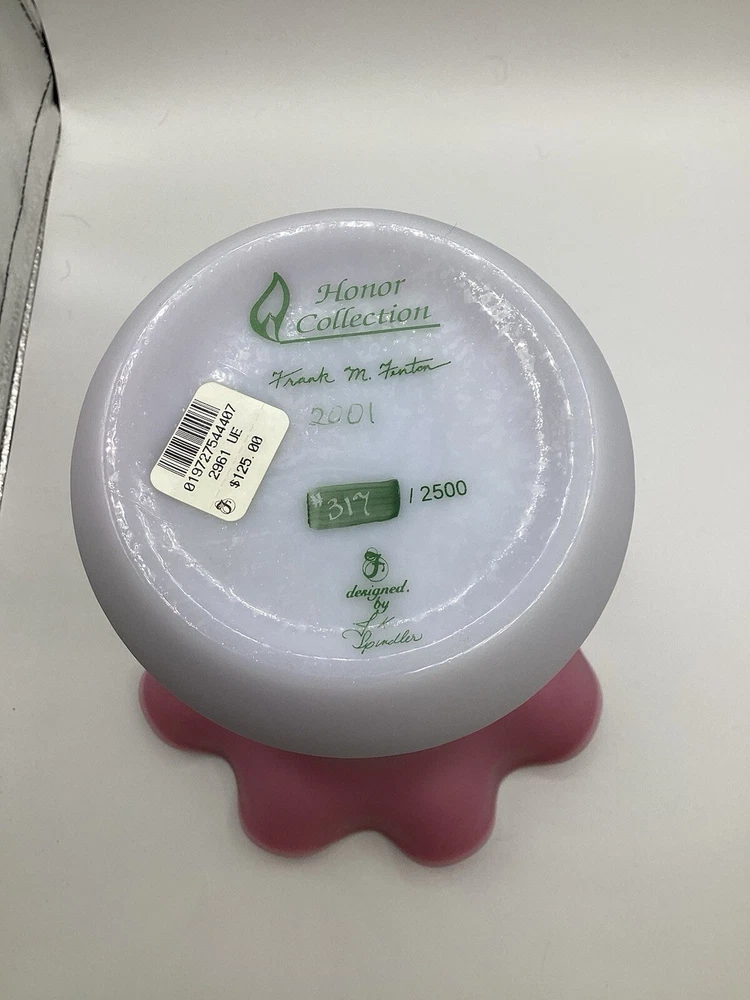 Honor
Collection
Frank M. Fenton
2001
019727544407
2961 UE
$125.00
F
#317 / 2500
F
designed.
by
Spindler